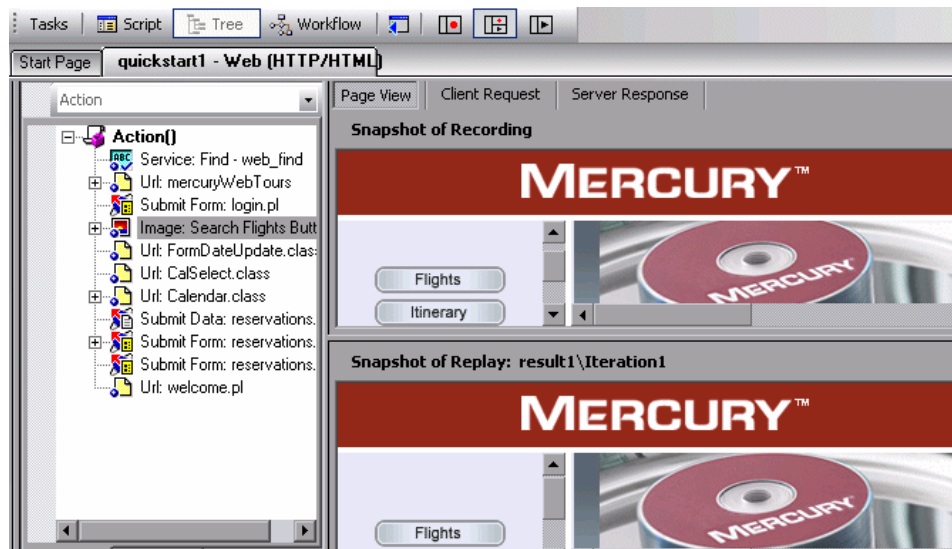 Tasks Script Tree Workflow
Start Page quickstart1 - Web (HTTP/HTML)
Action
Page View Client Request Server Response
Action()
Service: Find - web_find
Url: mercuryWebTours
Submit Form: login.pl
Image: Search Flights Butt
Url: FormDateUpdate.clas
Url: CalSelect.class
Url: Calendar.class
Submit Data: reservations.
Submit Form: reservations.
Submit Form: reservations.
Url: welcome.pl
Snapshot of Recording
MERCURY™
Flights
Itinerary
MERCURY
Snapshot of Replay: result1\Iteration1
MERCURY™
Flights
MERCURY